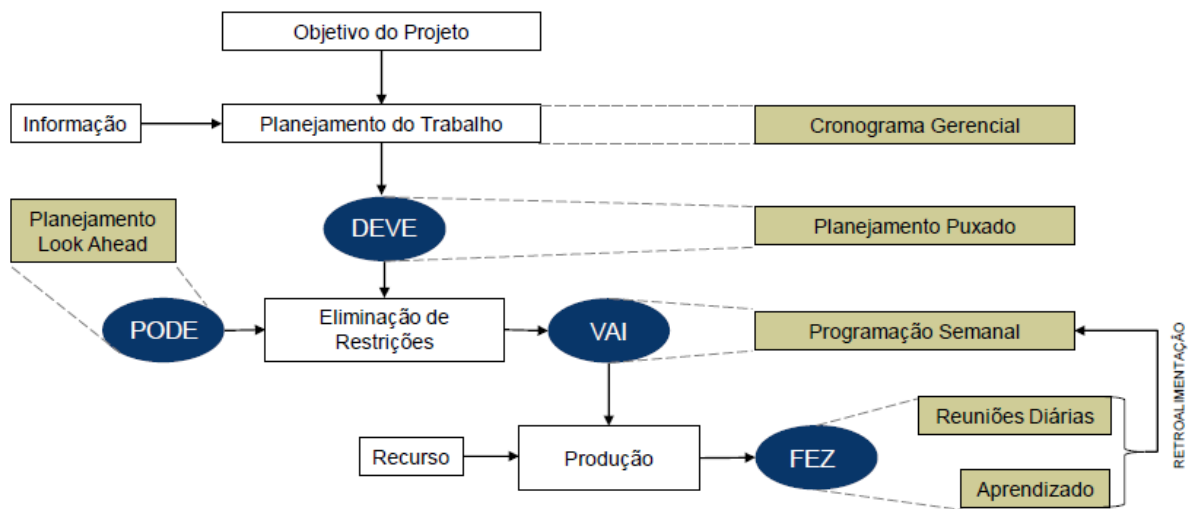 Objetivo do Projeto
Informação
Planejamento do Trabalho
Cronograma Gerencial
Planejamento
Look Ahead
DEVE
Planejamento Puxado
PODE
Eliminação de
Restrições
VAI
Programação Semanal
RETROALIMENTAÇÃO
Reuniões Diárias
Recurso
Produção
FEZ
Aprendizado